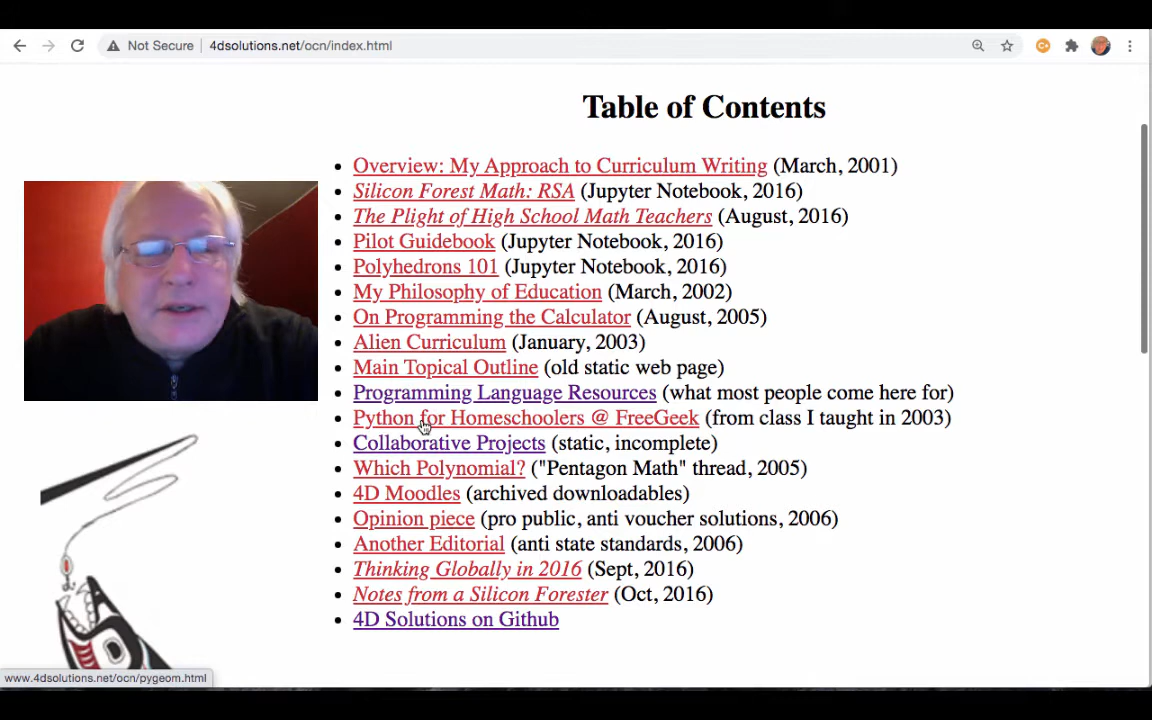 Not Secure 4dsolutions.net/ocn/index.html
Table of Contents
Overview: My Approach to Curriculum Writing (March, 2001)
Silicon Forest Math: RSA (Jupyter Notebook, 2016)
The Plight of High School Math Teachers (August, 2016)
Pilot Guidebook (Jupyter Notebook, 2016)
Polyhedrons 101 (Jupyter Notebook, 2016)
My Philosophy of Education (March, 2002)
On Programming the Calculator (August, 2005)
Alien Curriculum (January, 2003)
Main Topical Outline (old static web page)
Programming Language Resources (what most people come here for)
Python for Homeschoolers @ FreeGeek (from class I taught in 2003)
Collaborative Projects (static, incomplete)
Which Polynomial? ("Pentagon Math" thread, 2005)
4D Moodles (archived downloadables)
Opinion piece (pro public, anti voucher solutions, 2006)
Another Editorial (anti state standards, 2006)
Thinking Globally in 2016 (Sept, 2016)
Notes from a Silicon Forester (Oct, 2016)
4D Solutions on Github
www.4dsolutions.net/ocn/pygeom.html